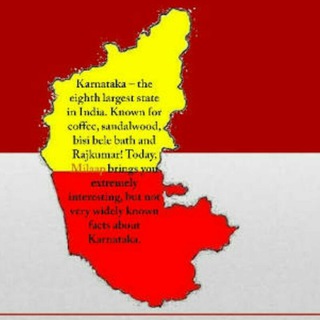 Karnataka – the
eighth largest state
in India. Known for
coffee, sandalwood,
bisi bele bath and
Rajkumar! Today,
Milaap brings you
extremely
interesting, but not
very widely known
facts about
Karnataka.